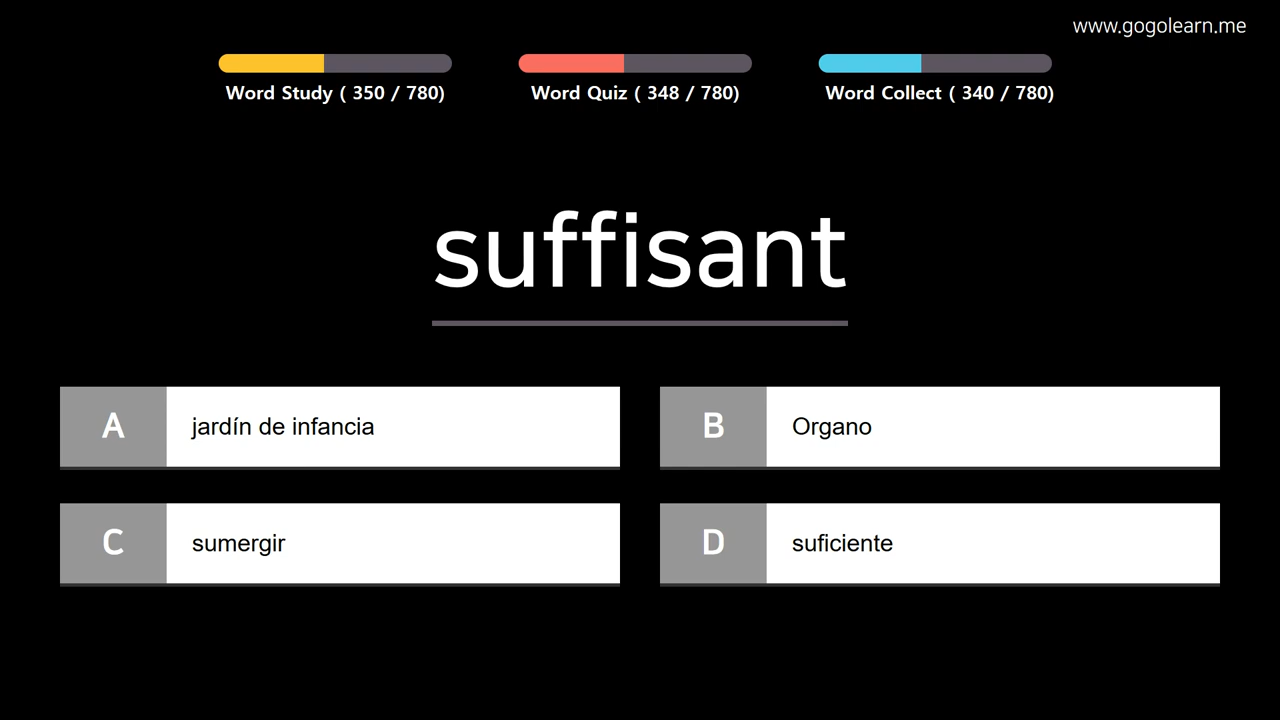 www.gogolearn.me
Word Study ( 350 / 780)
Word Quiz ( 348 / 780)
Word Collect ( 340 / 780)
suffisant
A jardín de infancia
B Organo
C sumergir
D suficiente